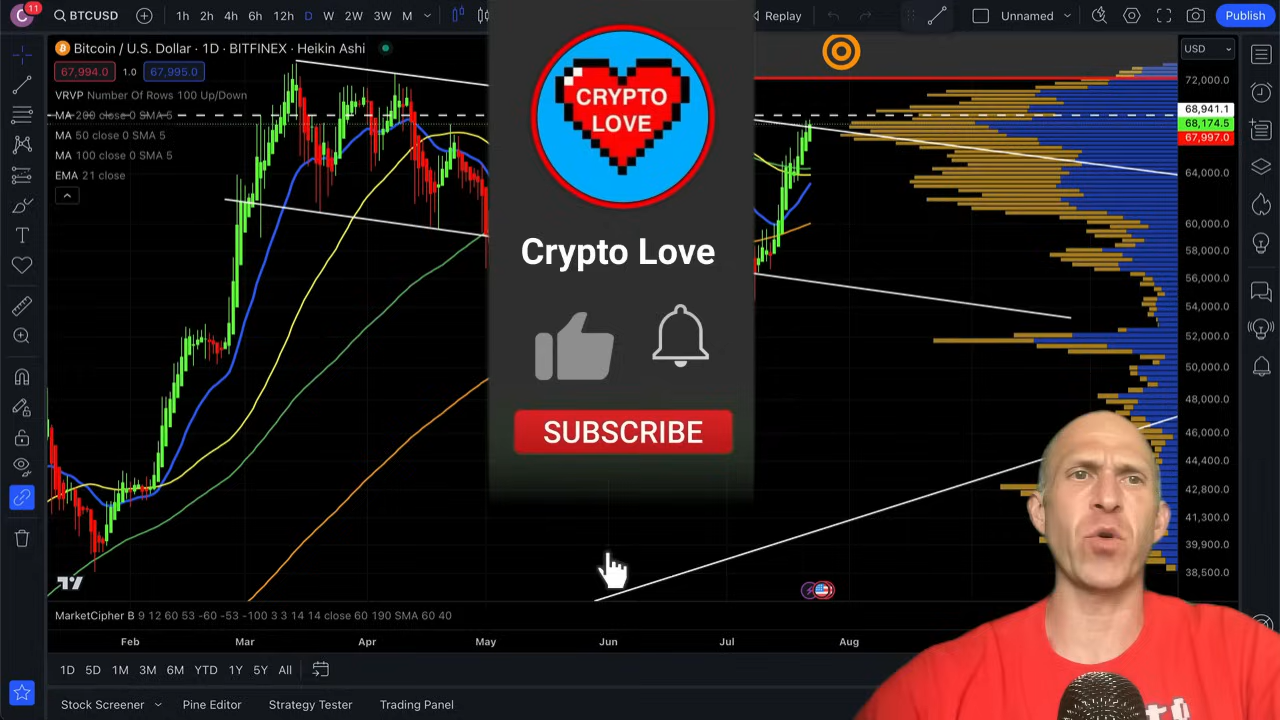 C 11 BTCUSD 1h 2h 4h 6h 12h D W 2W 3W M Replay Unnamed Publish
Bitcoin / U.S. Dollar · 1D · BITFINEX · Heikin Ashi
67,994.0 1.0 67,995.0
VRVP Number Of Rows 100 Up/Down
MA 200 close 0 SMA 5
MA 50 close 0 SMA 5
MA 100 close 0 SMA 5
EMA 21 close
CRYPTO
LOVE
Crypto Love
SUBSCRIBE
USD
72,000.0
68,941.1
68,174.5
67,997.0
64,000.0
60,000.0
58,000.0
56,000.0
54,000.0
52,000.0
50,000.0
48,000.0
46,000.0
44,400.0
42,800.0
41,300.0
39,900.0
38,500.0
MarketCipher B 9 12 60 53 -60 -53 -100 3 3 14 14 close 60 190 SMA 60 40
Feb Mar Apr May Jun Jul Aug
1D 5D 1M 3M 6M YTD 1Y 5Y All
Stock Screener Pine Editor Strategy Tester Trading Panel